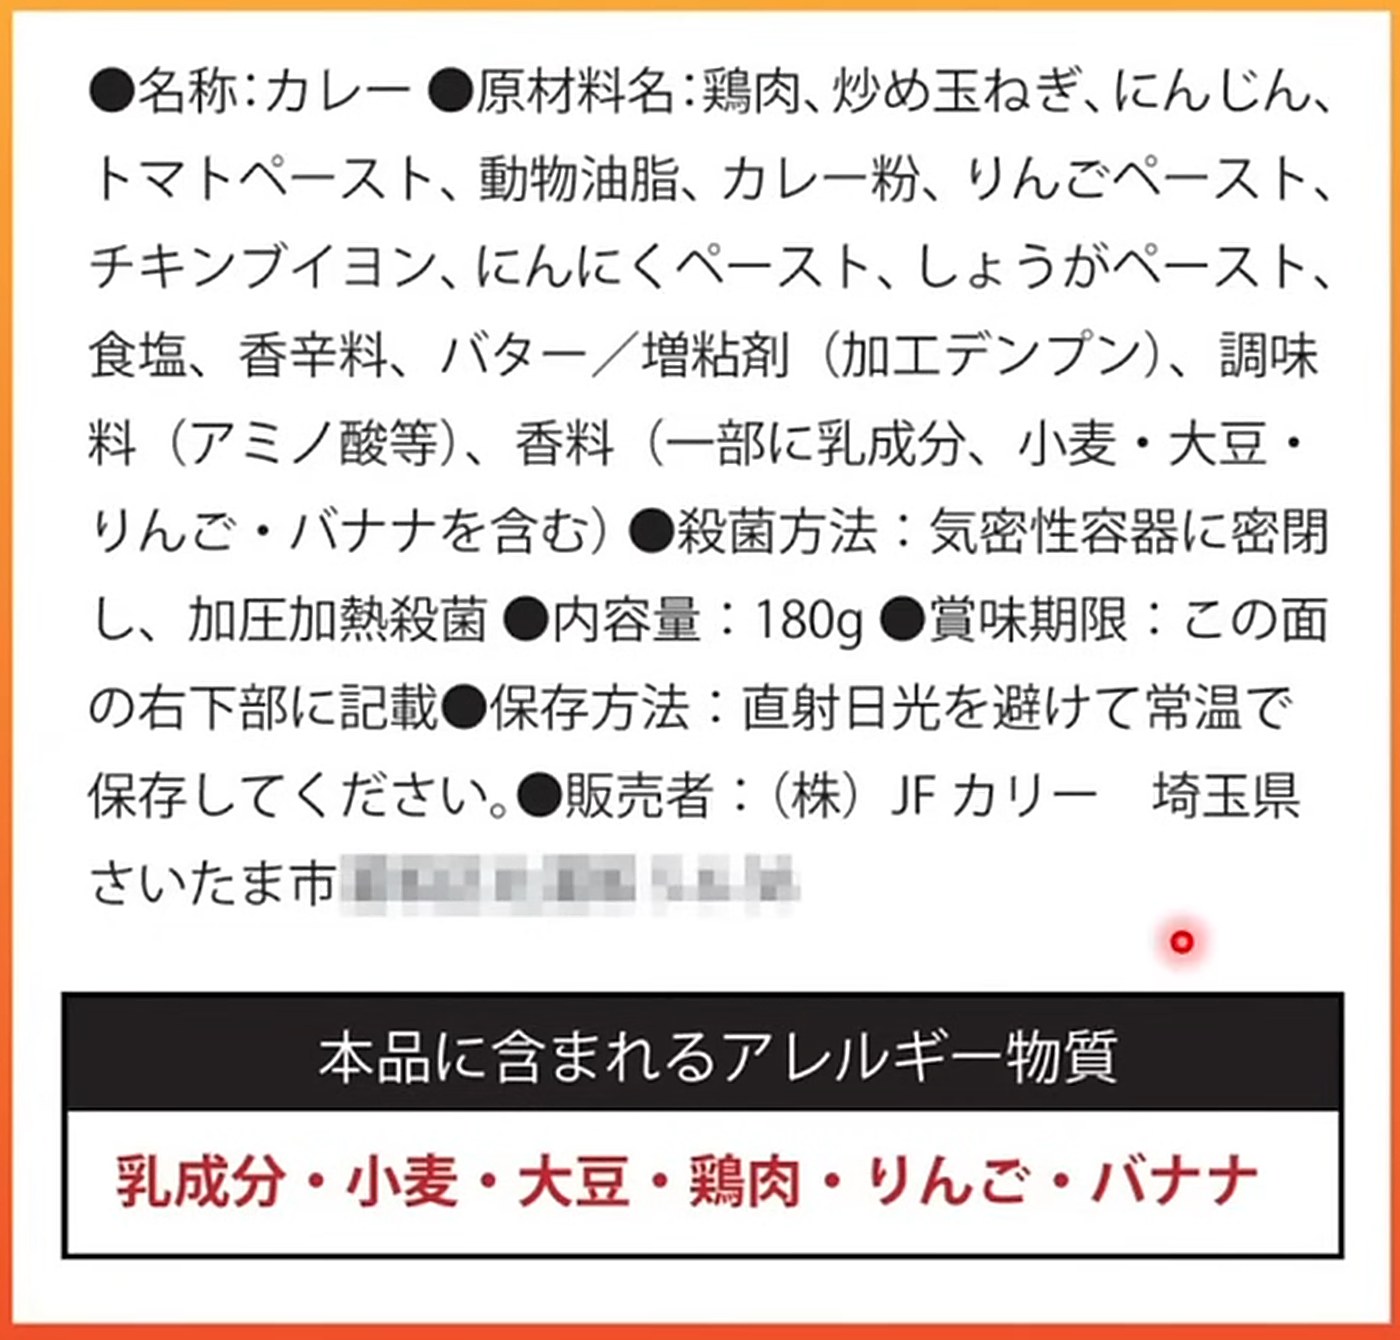 ●名称：カレー ●原材料名：鶏肉、炒め玉ねぎ、にんじん、
トマトペースト、動物油脂、カレー粉、りんごペースト、
チキンブイヨン、にんにくペースト、しょうがペースト、
食塩、香辛料、バター／増粘剤（加工デンプン）、調味
料（アミノ酸等）、香料（一部に乳成分、小麦・大豆・
りんご・バナナを含む）●殺菌方法：気密性容器に密閉
し、加圧加熱殺菌 ●内容量：180g ●賞味期限：この面
の右下部に記載●保存方法：直射日光を避けて常温で
保存してください。●販売者：（株）JF カリー　埼玉県
さいたま市
本品に含まれるアレルギー物質
乳成分・小麦・大豆・鶏肉・りんご・バナナ